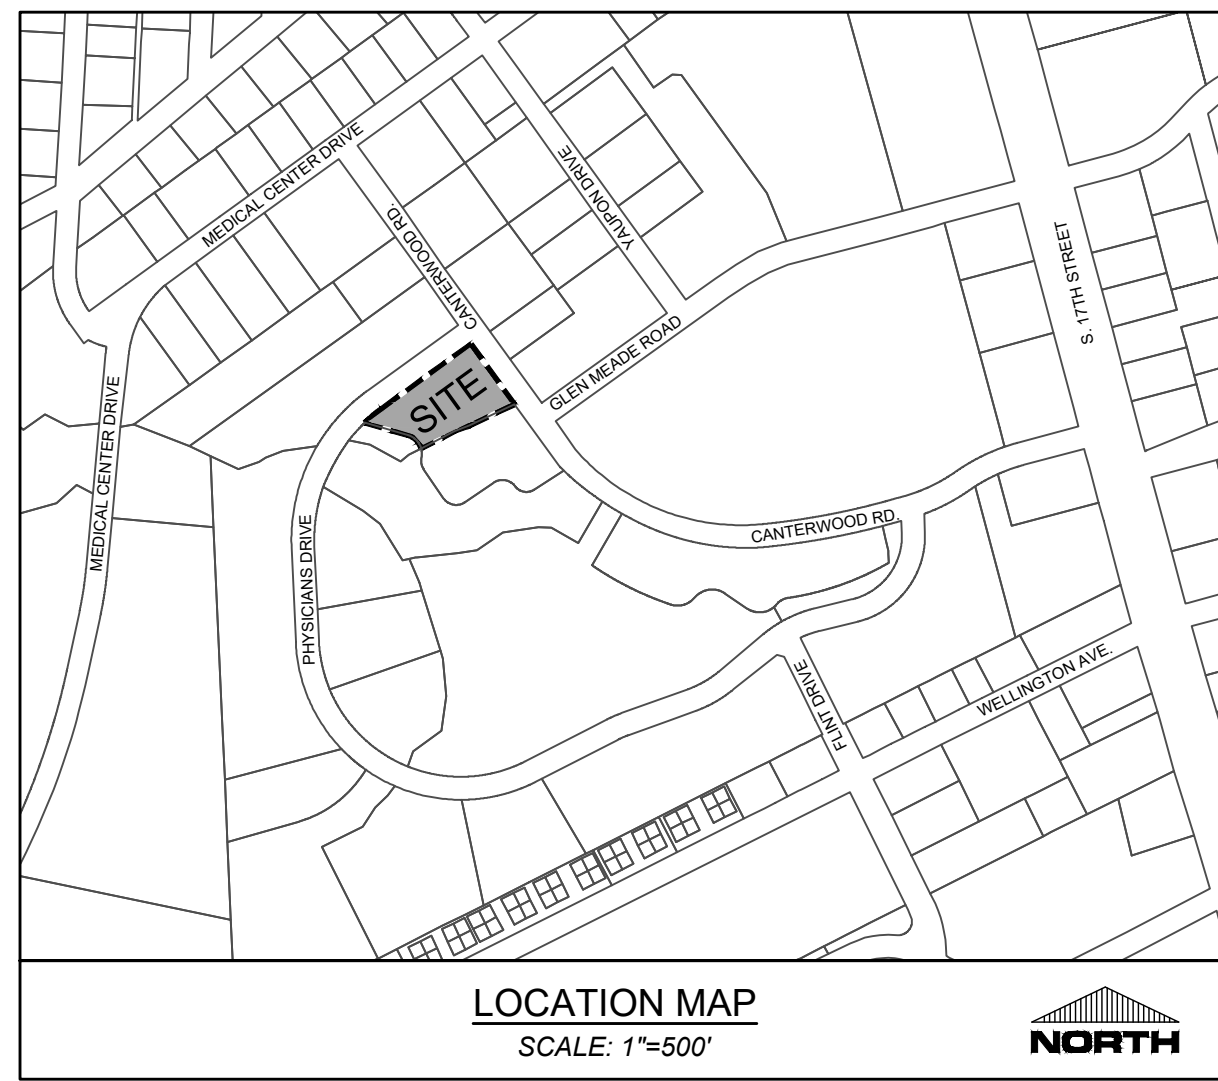 MEDICAL CENTER DRIVE
CANTERWOOD RD.
YAUPON DRIVE
S. 17TH STREET
GLEN MEADE ROAD
SITE
MEDICAL CENTER DRIVE
PHYSICIANS DRIVE
CANTERWOOD RD.
FLINT DRIVE
WELLINGTON AVE.
LOCATION MAP
SCALE: 1"=500'
NORTH